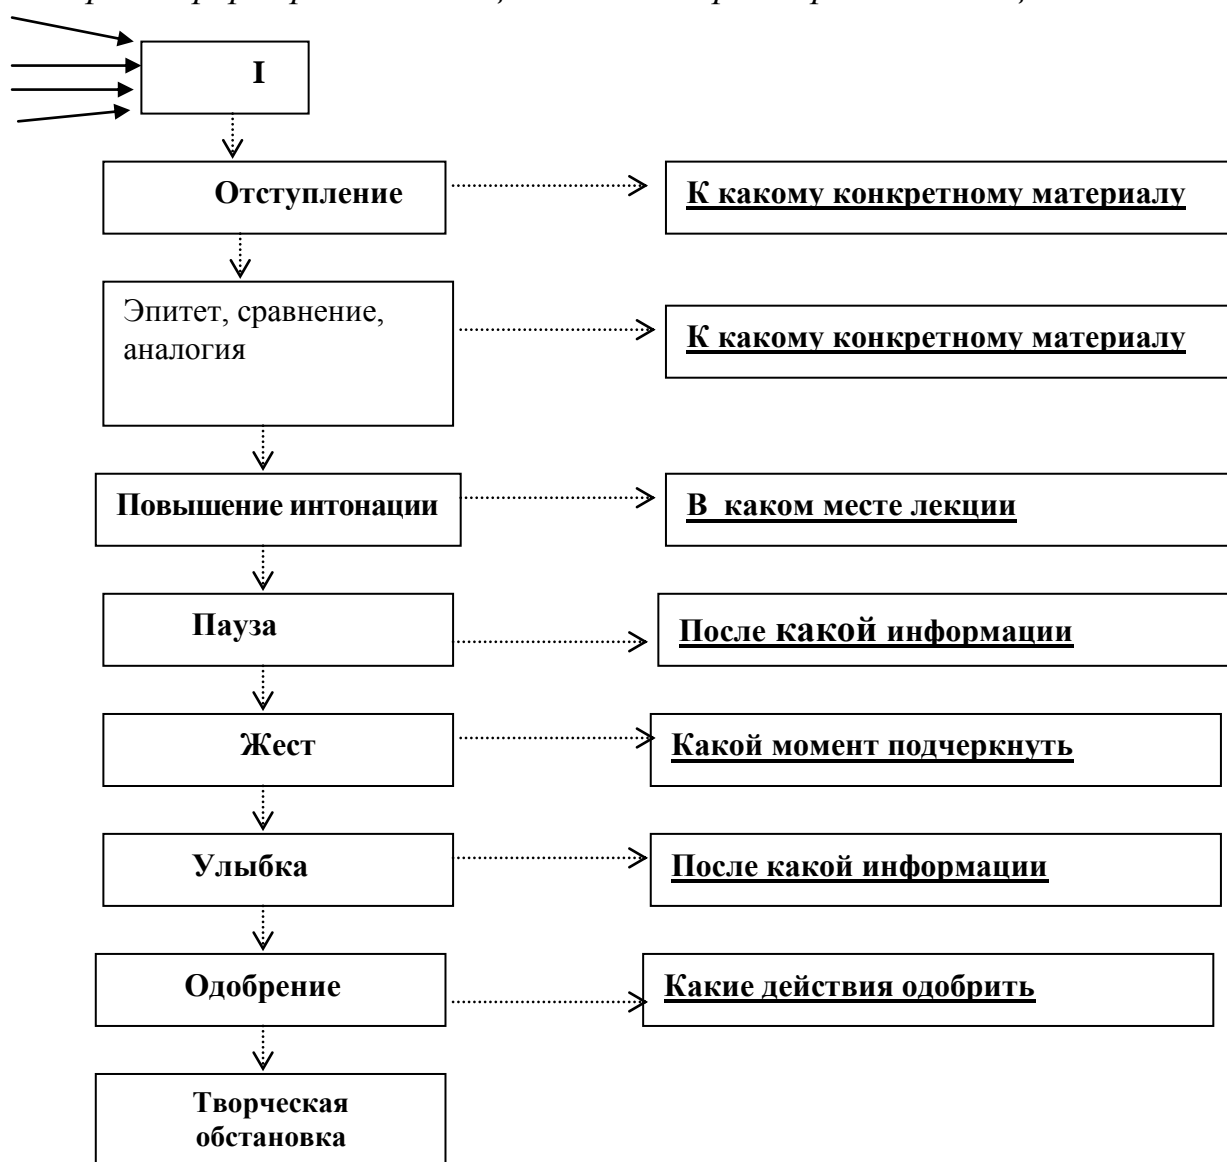 I
Отступление
К какому конкретному материалу
Эпитет, сравнение,
аналогия
К какому конкретному материалу
Повышение интонации
В каком месте лекции
Пауза
После какой информации
Жест
Какой момент подчеркнуть
Улыбка
После какой информации
Одобрение
Какие действия одобрить
Творческая
обстановка